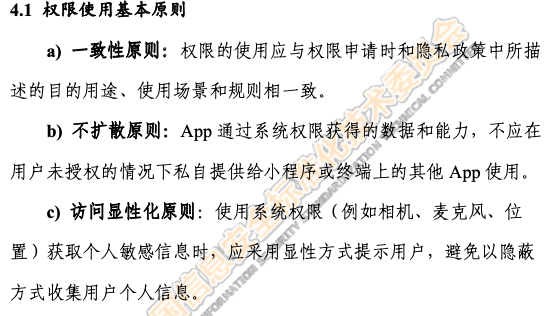 4.1 权限使用基本原则
a) 一致性原则：权限的使用应与权限申请时和隐私政策中所描
述的目的用途、使用场景和规则相一致。
b) 不扩散原则：App 通过系统权限获得的数据和能力，不应在
用户未授权的情况下私自提供给小程序或终端上的其他 App 使用。
c) 访问显性化原则：使用系统权限（例如相机、麦克风、位
置）获取个人敏感信息时，应采用显性方式提示用户，避免以隐蔽
方式收集用户个人信息。